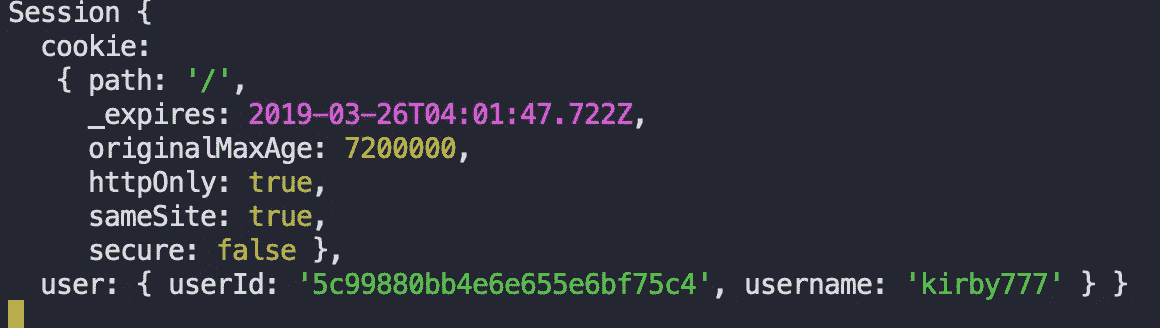 Session {
cookie:
{ path: '/',
_expires: 2019-03-26T04:01:47.722Z,
originalMaxAge: 7200000,
httpOnly: true,
sameSite: true,
secure: false },
user: { userId: '5c99880bb4e6e655e6bf75c4', username: 'kirby777' } }